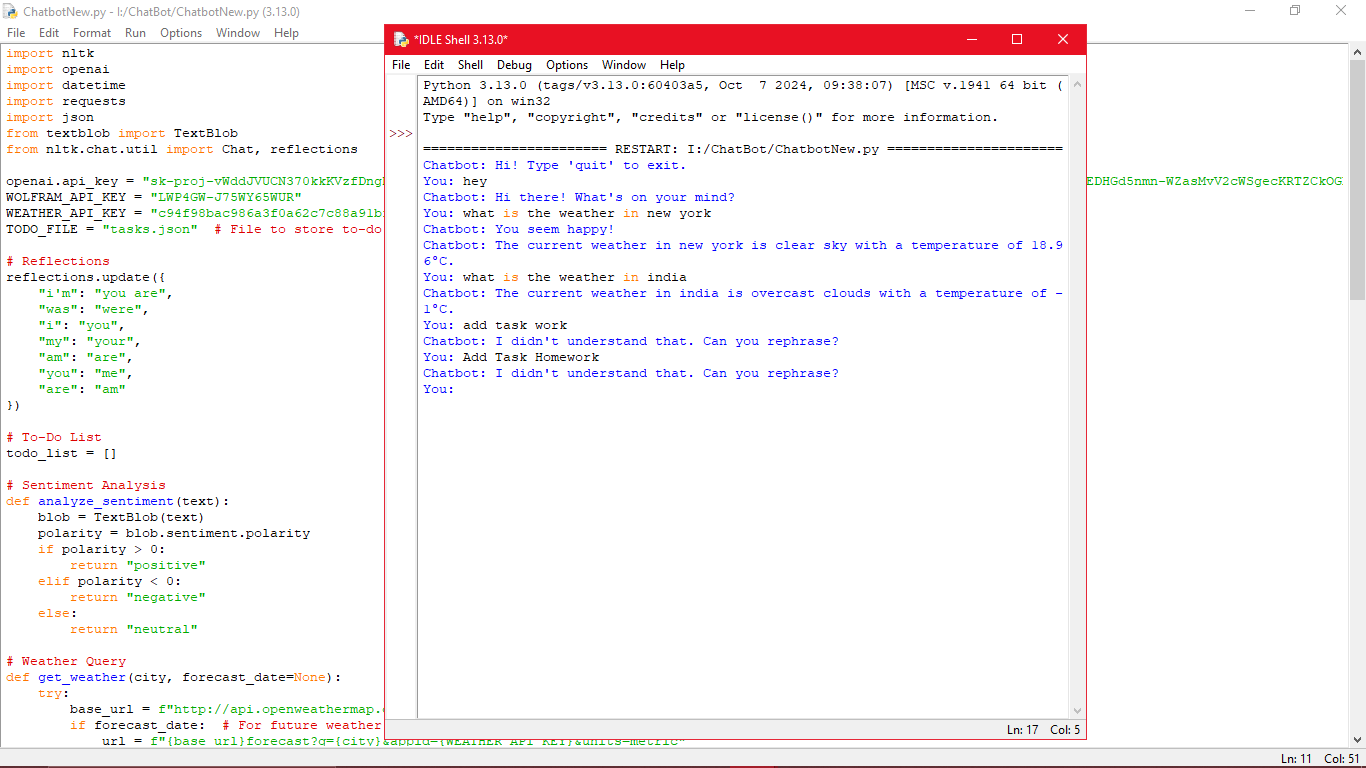 ChatbotNew.py - I:/ChatBot/ChatbotNew.py (3.13.0)
File Edit Format Run Options Window Help
import nltk
import openai
import datetime
import requests
import json
from textblob import TextBlob
from nltk.chat.util import Chat, reflections
openai.api_key = "sk-proj-vWddJVUCN370kkKVzfDng EDHGd5nmn-WZasMvV2cWSgecKRTZCkOG
WOLFRAM_API_KEY = "LWP4GW-J75WY65WUR"
WEATHER_API_KEY = "c94f98bac986a3f0a62c7c88a91b
TODO_FILE = "tasks.json"  # File to store to-do
# Reflections
reflections.update({
    "i'm": "you are",
    "was": "were",
    "i": "you",
    "my": "your",
    "am": "are",
    "you": "me",
    "are": "am"
})
# To-Do List
todo_list = []
# Sentiment Analysis
def analyze_sentiment(text):
    blob = TextBlob(text)
    polarity = blob.sentiment.polarity
    if polarity > 0:
        return "positive"
    elif polarity < 0:
        return "negative"
    else:
        return "neutral"
# Weather Query
def get_weather(city, forecast_date=None):
    try:
        base_url = f"http://api.openweathermap.
        if forecast_date:  # For future weather
            url = f"{base_url}forecast?q={city}&appid={WEATHER_API_KEY}&units=metric"
Ln: 11 Col: 51
*IDLE Shell 3.13.0*
File Edit Shell Debug Options Window Help
Python 3.13.0 (tags/v3.13.0:60403a5, Oct  7 2024, 09:38:07) [MSC v.1941 64 bit (
AMD64)] on win32
Type "help", "copyright", "credits" or "license()" for more information.
>>>
======================= RESTART: I:/ChatBot/ChatbotNew.py ======================
Chatbot: Hi! Type 'quit' to exit.
You: hey
Chatbot: Hi there! What's on your mind?
You: what is the weather in new york
Chatbot: You seem happy!
Chatbot: The current weather in new york is clear sky with a temperature of 18.9
6°C.
You: what is the weather in india
Chatbot: The current weather in india is overcast clouds with a temperature of -
1°C.
You: add task work
Chatbot: I didn't understand that. Can you rephrase?
You: Add Task Homework
Chatbot: I didn't understand that. Can you rephrase?
You:
Ln: 17 Col: 5